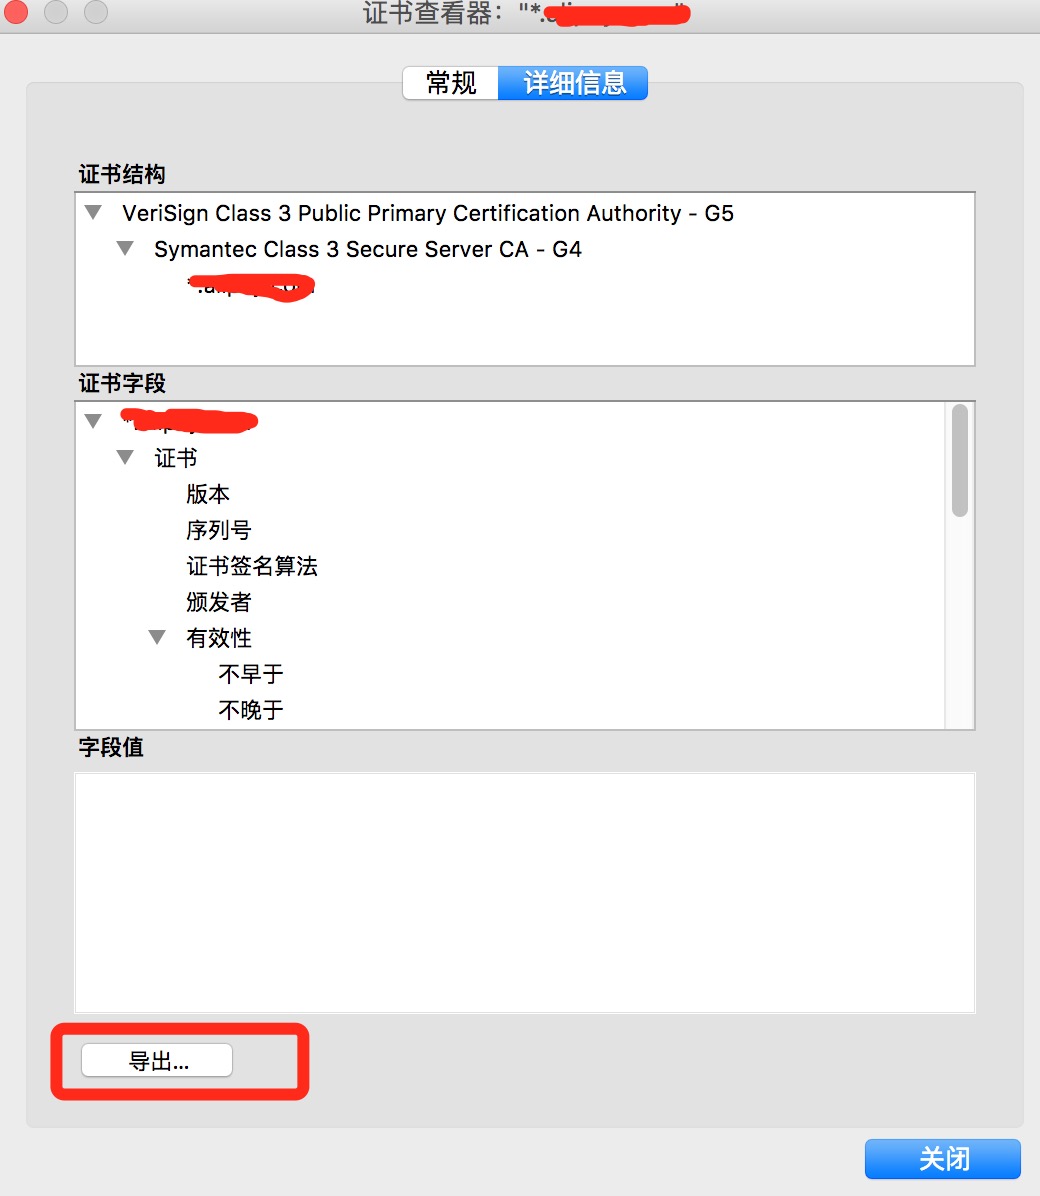 证书查看器："*.
常规
详细信息
证书结构
VeriSign Class 3 Public Primary Certification Authority - G5
Symantec Class 3 Secure Server CA - G4
证书字段
证书
版本
序列号
证书签名算法
颁发者
有效性
不早于
不晚于
字段值
导出...
关闭